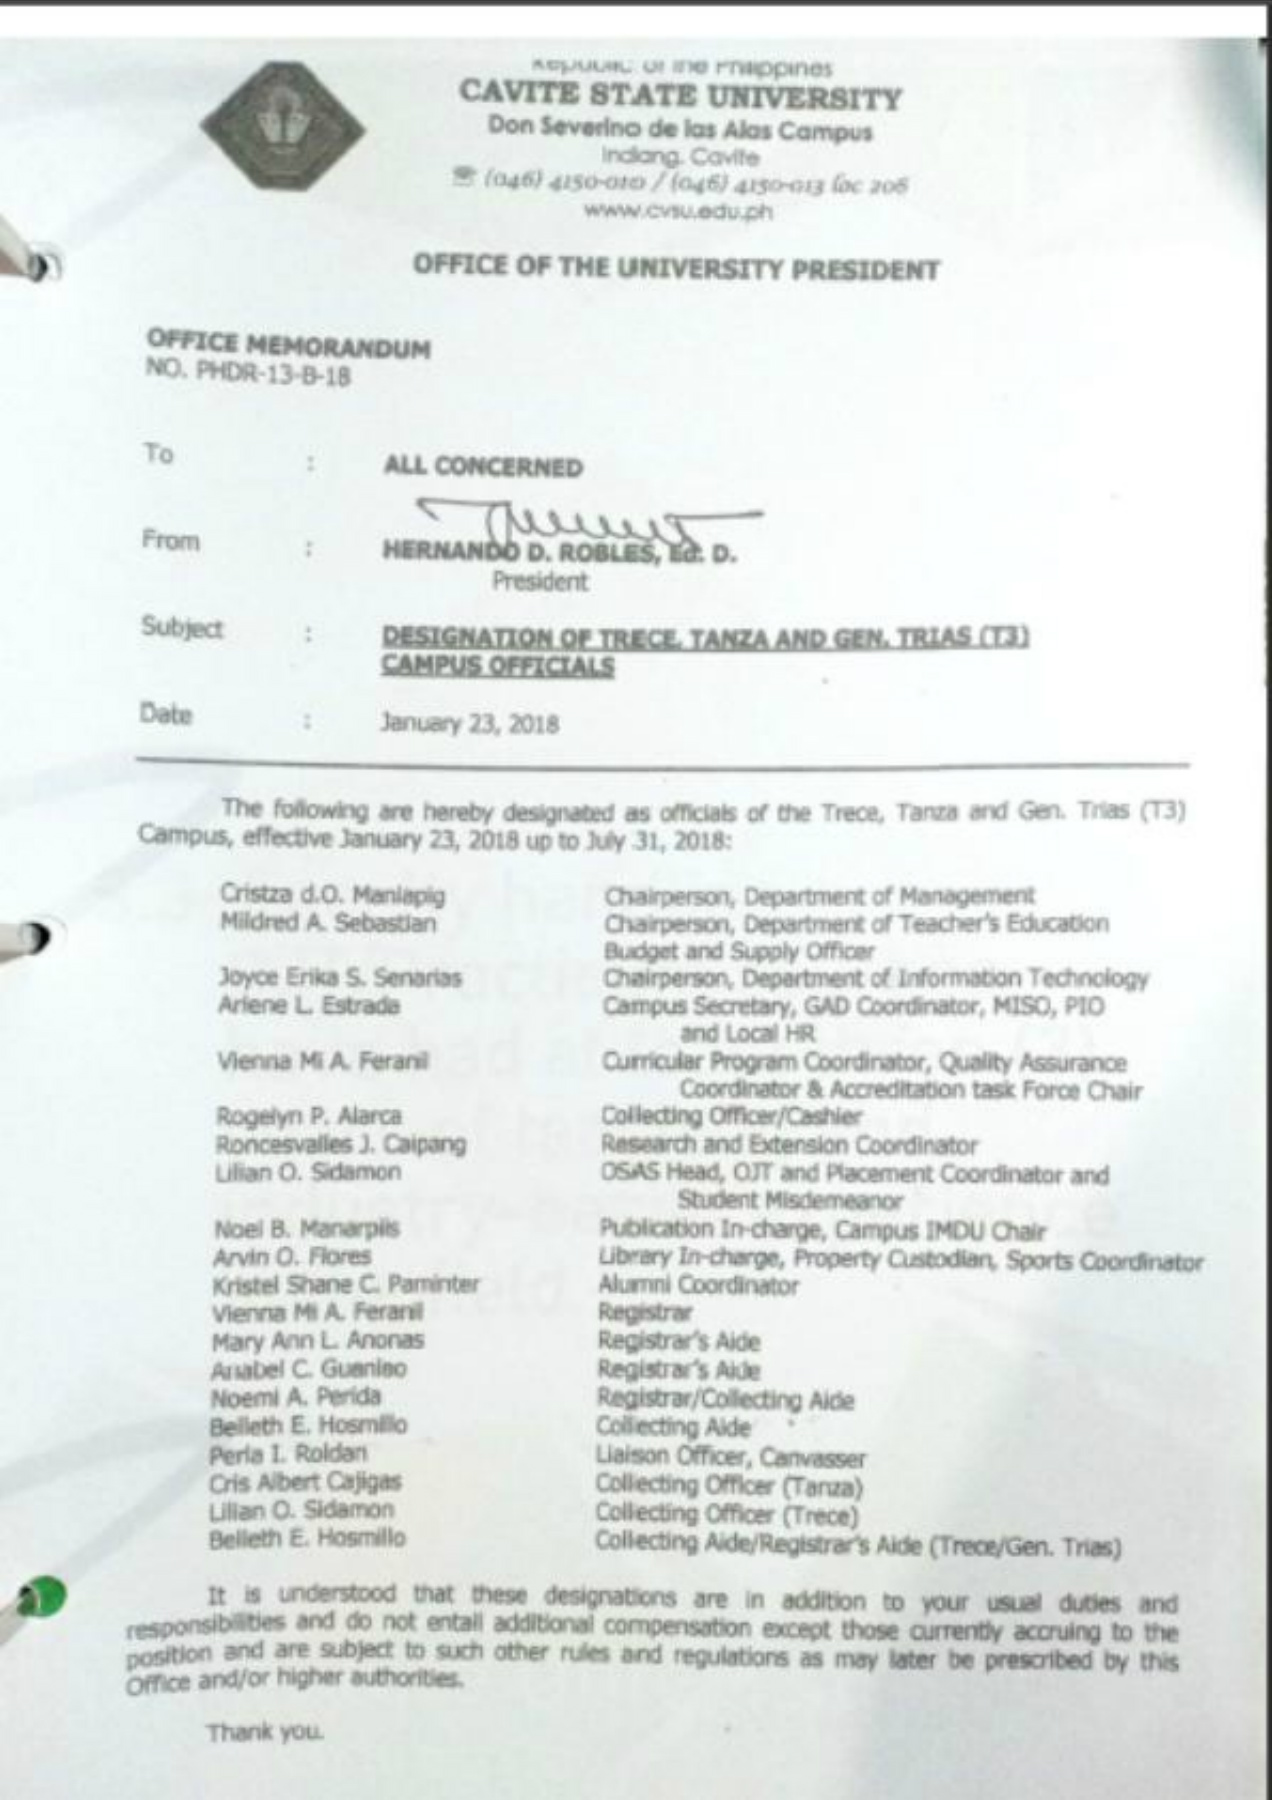 Republic of the Philippines
CAVITE STATE UNIVERSITY
Don Severino de las Alas Campus
Indang, Cavite
☏ (046) 4150-010 / (046) 4150-013 loc 206
www.cvsu.edu.ph
OFFICE OF THE UNIVERSITY PRESIDENT
OFFICE MEMORANDUM
NO. PHDR-13-B-18
To : ALL CONCERNED
From : HERNANDO D. ROBLES, Ed. D.
President
Subject : DESIGNATION OF TRECE, TANZA AND GEN. TRIAS (T3)
CAMPUS OFFICIALS
Date : January 23, 2018
The following are hereby designated as officials of the Trece, Tanza and Gen. Trias (T3)
Campus, effective January 23, 2018 up to July 31, 2018:
Cristza d.O. Manlapig Chairperson, Department of Management
Mildred A. Sebastian Chairperson, Department of Teacher's Education
Budget and Supply Officer
Joyce Erika S. Senarias Chairperson, Department of Information Technology
Arlene L. Estrada Campus Secretary, GAD Coordinator, MISO, PIO
and Local HR
Vienna Mi A. Feranil Curricular Program Coordinator, Quality Assurance
Coordinator & Accreditation task Force Chair
Rogelyn P. Alarca Collecting Officer/Cashier
Roncesvalles J. Caipang Research and Extension Coordinator
Lilian O. Sidamon OSAS Head, OJT and Placement Coordinator and
Student Misdemeanor
Noel B. Manarpiis Publication In-charge, Campus IMDU Chair
Arvin O. Flores Library In-charge, Property Custodian, Sports Coordinator
Kristel Shane C. Paminter Alumni Coordinator
Vienna Mi A. Feranil Registrar
Mary Ann L. Anonas Registrar's Aide
Anabel C. Guanino Registrar's Aide
Noemi A. Perida Registrar/Collecting Aide
Belleth E. Hosmillo Collecting Aide
Perla I. Roldan Liaison Officer, Canvasser
Cris Albert Cajigas Collecting Officer (Tanza)
Lilian O. Sidamon Collecting Officer (Trece)
Belleth E. Hosmillo Collecting Aide/Registrar's Aide (Trece/Gen. Trias)
It is understood that these designations are in addition to your usual duties and
responsibilities and do not entail additional compensation except those currently accruing to the
position and are subject to such other rules and regulations as may later be prescribed by this
Office and/or higher authorities.
Thank you.